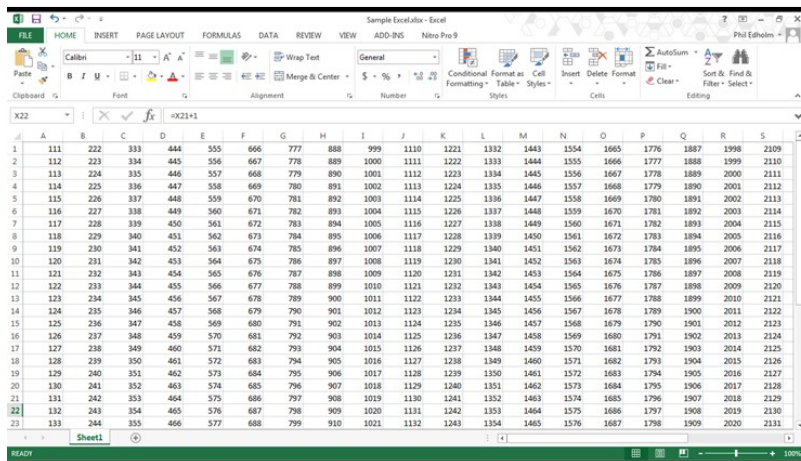 Sample Excel.xlsx - Excel
FILE HOME INSERT PAGE LAYOUT FORMULAS DATA REVIEW VIEW ADD-INS Nitro Pro 9 Phil Edholm
Calibri 11 A A Wrap Text General AutoSum
Paste B I U A Merge & Center $ % , Conditional Format as Cell Insert Delete Format Fill Sort & Find &
Formatting Table Styles Clear Filter Select
Clipboard Font Alignment Number Styles Cells Editing
X22 fx =X21+1
A B C D E F G H I J K L M N O P Q R S
1 111 222 333 444 555 666 777 888 999 1110 1221 1332 1443 1554 1665 1776 1887 1998 2109
2 112 223 334 445 556 667 778 889 1000 1111 1222 1333 1444 1555 1666 1777 1888 1999 2110
3 113 224 335 446 557 668 779 890 1001 1112 1223 1334 1445 1556 1667 1778 1889 2000 2111
4 114 225 336 447 558 669 780 891 1002 1113 1224 1335 1446 1557 1668 1779 1890 2001 2112
5 115 226 337 448 559 670 781 892 1003 1114 1225 1336 1447 1558 1669 1780 1891 2002 2113
6 116 227 338 449 560 671 782 893 1004 1115 1226 1337 1448 1559 1670 1781 1892 2003 2114
7 117 228 339 450 561 672 783 894 1005 1116 1227 1338 1449 1560 1671 1782 1893 2004 2115
8 118 229 340 451 562 673 784 895 1006 1117 1228 1339 1450 1561 1672 1783 1894 2005 2116
9 119 230 341 452 563 674 785 896 1007 1118 1229 1340 1451 1562 1673 1784 1895 2006 2117
10 120 231 342 453 564 675 786 897 1008 1119 1230 1341 1452 1563 1674 1785 1896 2007 2118
11 121 232 343 454 565 676 787 898 1009 1120 1231 1342 1453 1564 1675 1786 1897 2008 2119
12 122 233 344 455 566 677 788 899 1010 1121 1232 1343 1454 1565 1676 1787 1898 2009 2120
13 123 234 345 456 567 678 789 900 1011 1122 1233 1344 1455 1566 1677 1788 1899 2010 2121
14 124 235 346 457 568 679 790 901 1012 1123 1234 1345 1456 1567 1678 1789 1900 2011 2122
15 125 236 347 458 569 680 791 902 1013 1124 1235 1346 1457 1568 1679 1790 1901 2012 2123
16 126 237 348 459 570 681 792 903 1014 1125 1236 1347 1458 1569 1680 1791 1902 2013 2124
17 127 238 349 460 571 682 793 904 1015 1126 1237 1348 1459 1570 1681 1792 1903 2014 2125
18 128 239 350 461 572 683 794 905 1016 1127 1238 1349 1460 1571 1682 1793 1904 2015 2126
19 129 240 351 462 573 684 795 906 1017 1128 1239 1350 1461 1572 1683 1794 1905 2016 2127
20 130 241 352 463 574 685 796 907 1018 1129 1240 1351 1462 1573 1684 1795 1906 2017 2128
21 131 242 353 464 575 686 797 908 1019 1130 1241 1352 1463 1574 1685 1796 1907 2018 2129
22 132 243 354 465 576 687 798 909 1020 1131 1242 1353 1464 1575 1686 1797 1908 2019 2130
23 133 244 355 466 577 688 799 910 1021 1132 1243 1354 1465 1576 1687 1798 1909 2020 2131
Sheet1
READY 100%